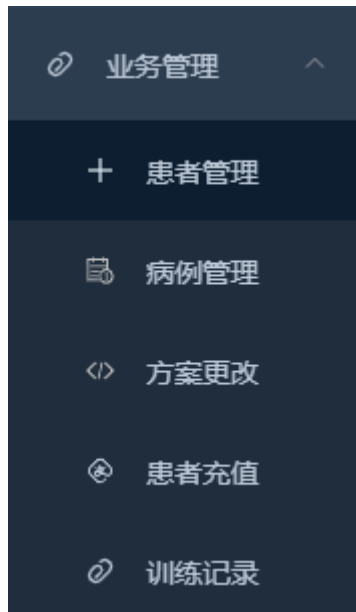 业务管理
患者管理
病例管理
方案更改
患者充值
训练记录